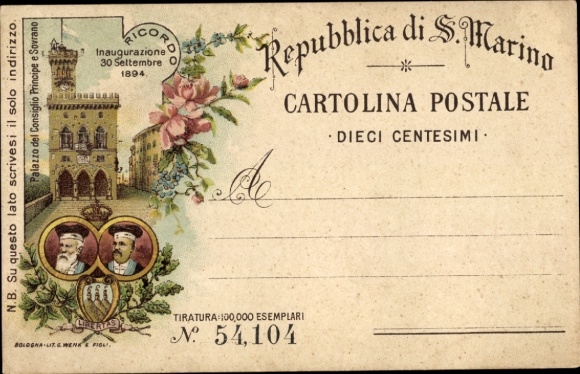 N.B. Su questo lato scrivesi il solo indirizzo.
Palazzo del Consiglio Principe e Sovrano
RICORDO
Inaugurazione
30 Settembre
1894.
Repubblica di S. Marino
CARTOLINA POSTALE
· DIECI CENTESIMI ·
A
LIBERTAS
TIRATURA: 100,000 ESEMPLARI
No. 54,104
BOLOGNA-LIT. G. WENK E FIGLI.